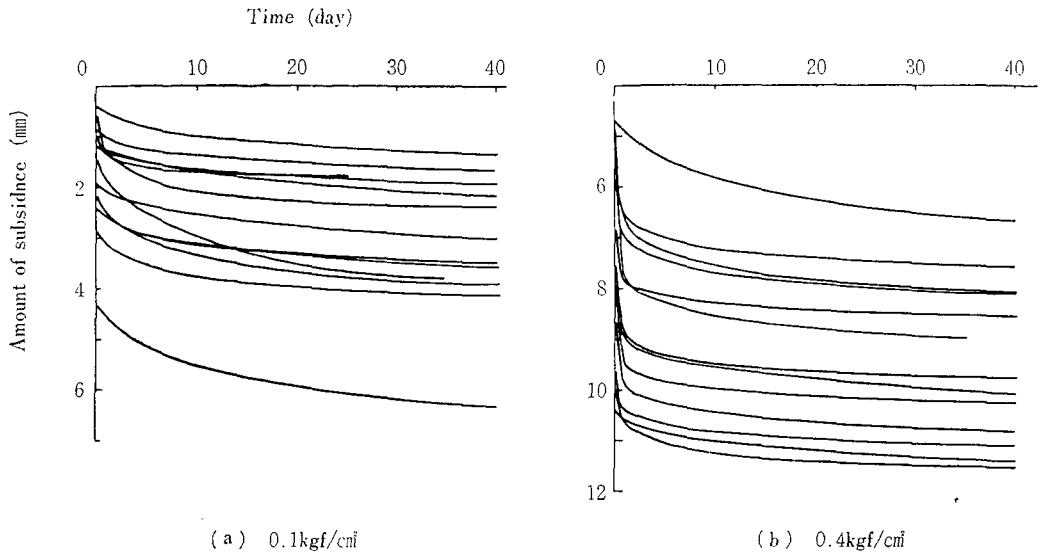 Time (day)
0 10 20 30 40
0 10 20 30 40
Amount of subsidnce (mm)
2
4
6
6
8
10
12
(a) 0.1kgf/c㎡
(b) 0.4kgf/c㎡